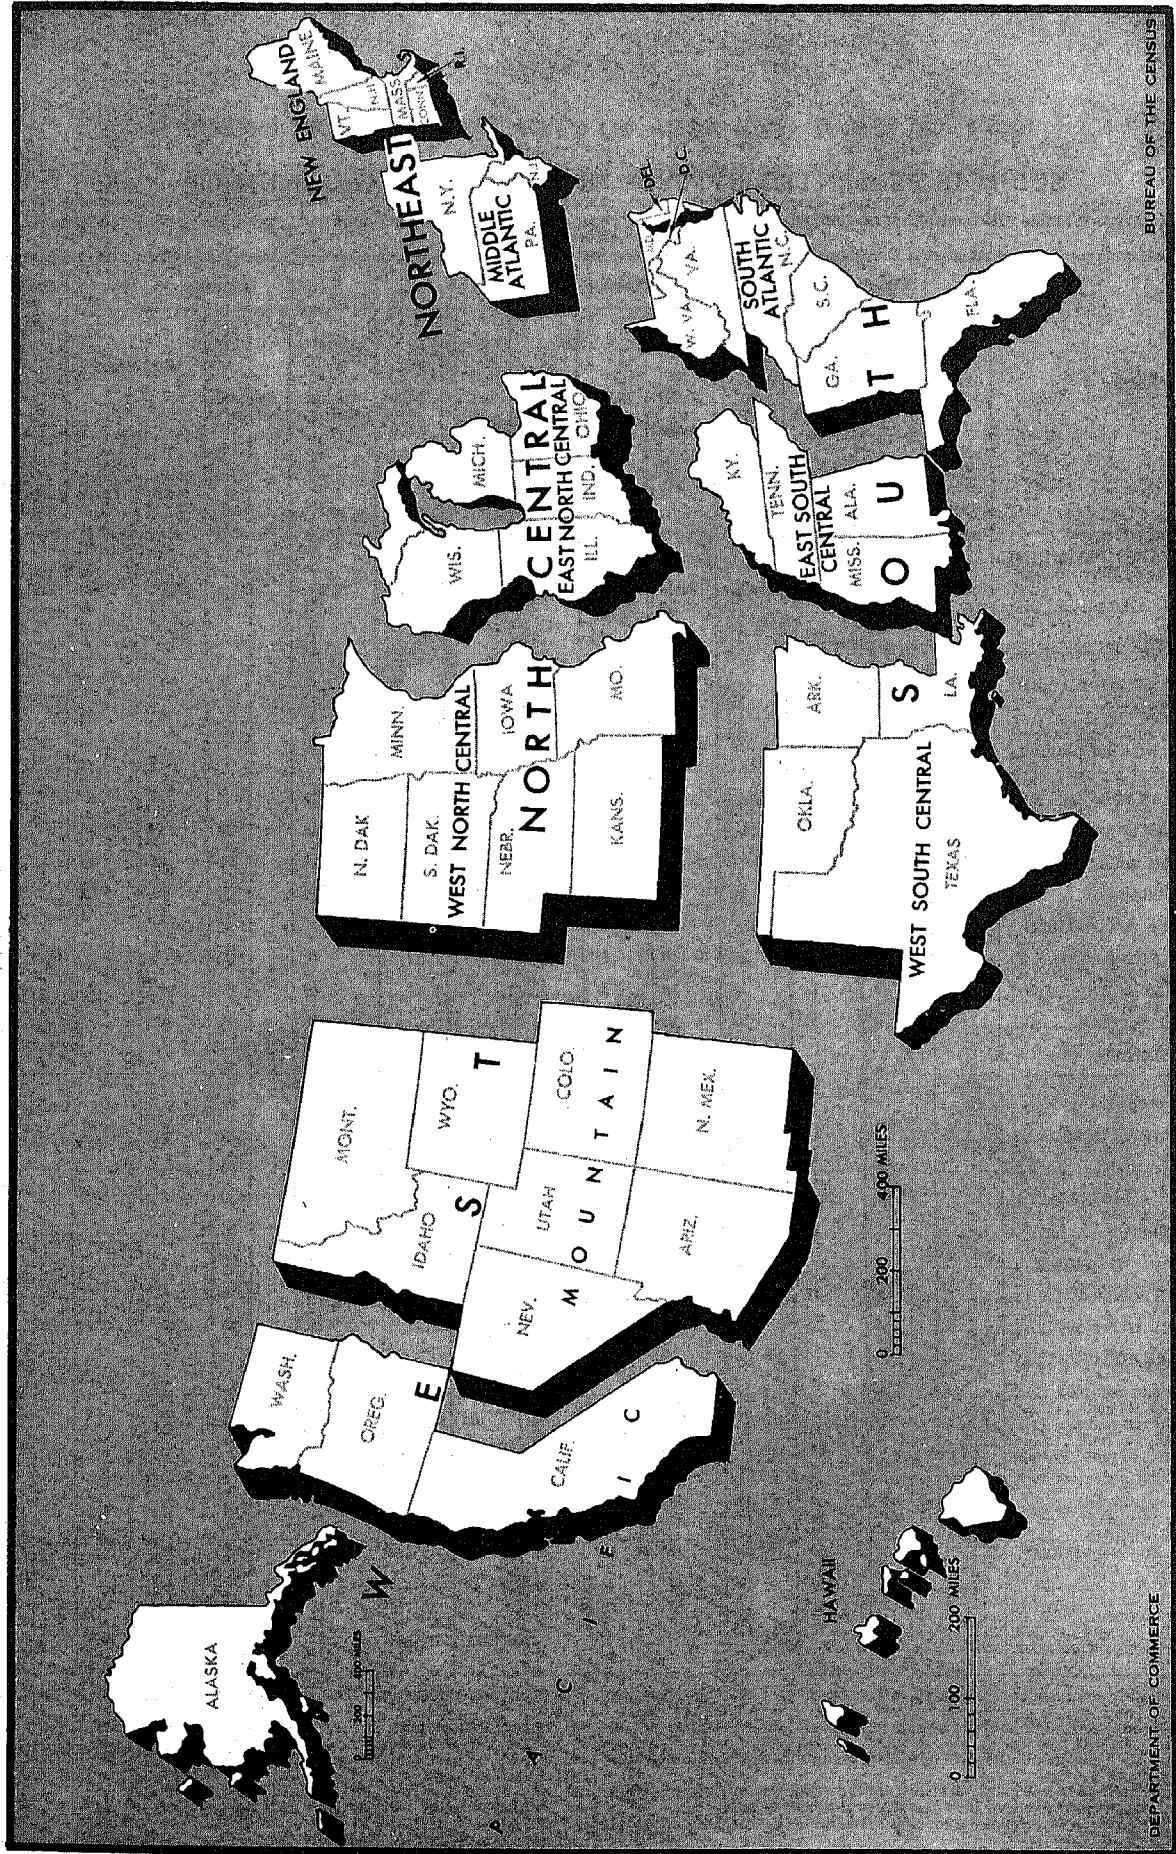 ALASKA
0 200 400 MILES
W E S T
P A C I F I C
WASH.
OREG.
CALIF.
HAWAII
0 100 200 MILES
MONT.
IDAHO
WYO.
NEV.
UTAH
COLO.
M O U N T A I N
ARIZ.
N. MEX.
0 200 400 MILES
NORTH CENTRAL
N. DAK
MINN.
S. DAK.
WEST NORTH CENTRAL
NEBR.
IOWA
KANS.
MO.
WIS.
MICH.
EAST NORTH CENTRAL
ILL.
IND.
OHIO
NORTHEAST
NEW ENGLAND
MAINE
VT.
N.H.
MASS
CONN.
R.I.
N.Y.
MIDDLE
ATLANTIC
PA.
N.J.
S O U T H
OKLA.
ARK.
WEST SOUTH CENTRAL
TEXAS
LA.
KY.
TENN.
EAST SOUTH
CENTRAL
MISS.
ALA.
DEL
D.C.
W. VA.
VA.
SOUTH
ATLANTIC
N.C.
S.C.
GA.
FLA.
DEPARTMENT OF COMMERCE
BUREAU OF THE CENSUS